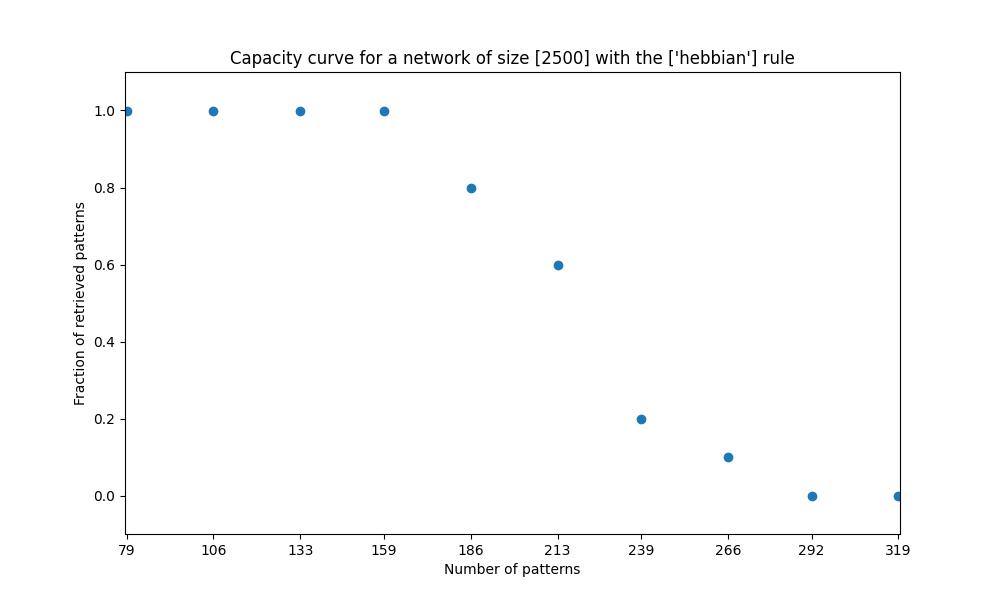 Capacity curve for a network of size [2500] with the ['hebbian'] rule
Fraction of retrieved patterns
1.0
0.8
0.6
0.4
0.2
0.0
79 106 133 159 186 213 239 266 292 319
Number of patterns